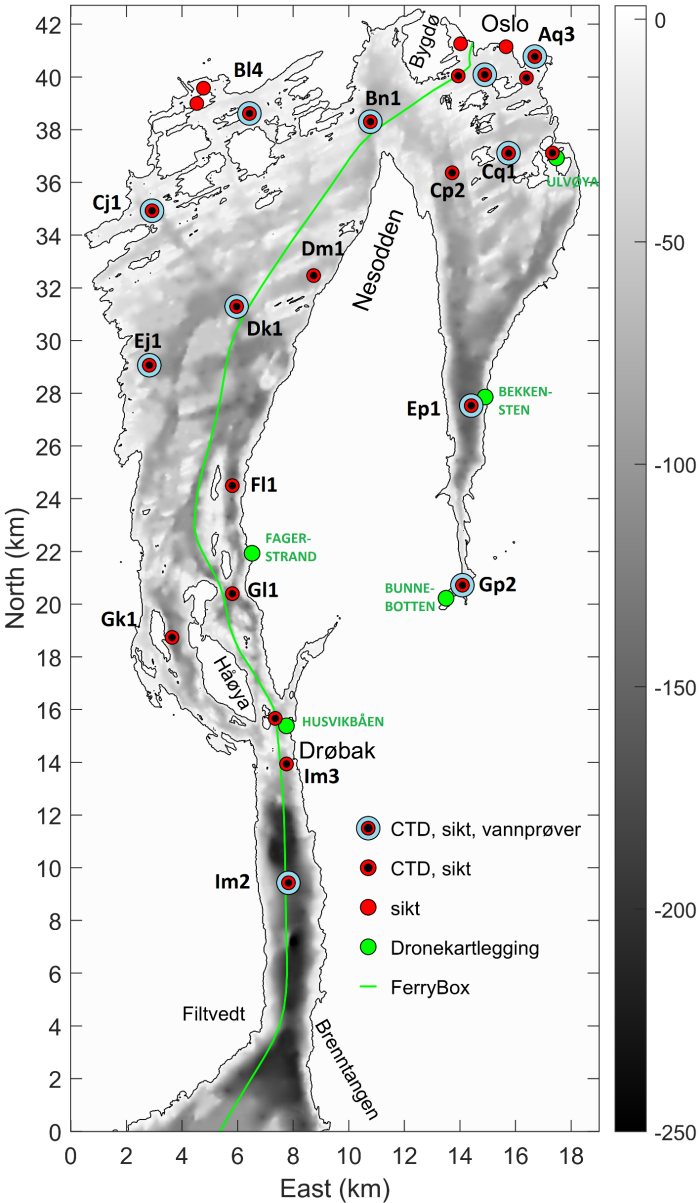 Bygdø
Oslo
Aq3
Bl4
Bn1
Cq1
Cp2
ULVØYA
Cj1
Nesodden
Dm1
Dk1
Ej1
Ep1
BEKKEN-
STEN
Fl1
FAGER-
STRAND
Gl1
BUNNE-
BOTTEN
Gp2
Gk1
Håøya
HUSVIKBÅEN
Drøbak
Im3
Im2
Filtvedt
Brenntangen
CTD, sikt, vannprøver
CTD, sikt
sikt
Dronekartlegging
FerryBox
North (km)
42
40
38
36
34
32
30
28
26
24
22
20
18
16
14
12
10
8
6
4
2
0
0
2
4
6
8
10
12
14
16
18
East (km)
0
-50
-100
-150
-200
-250